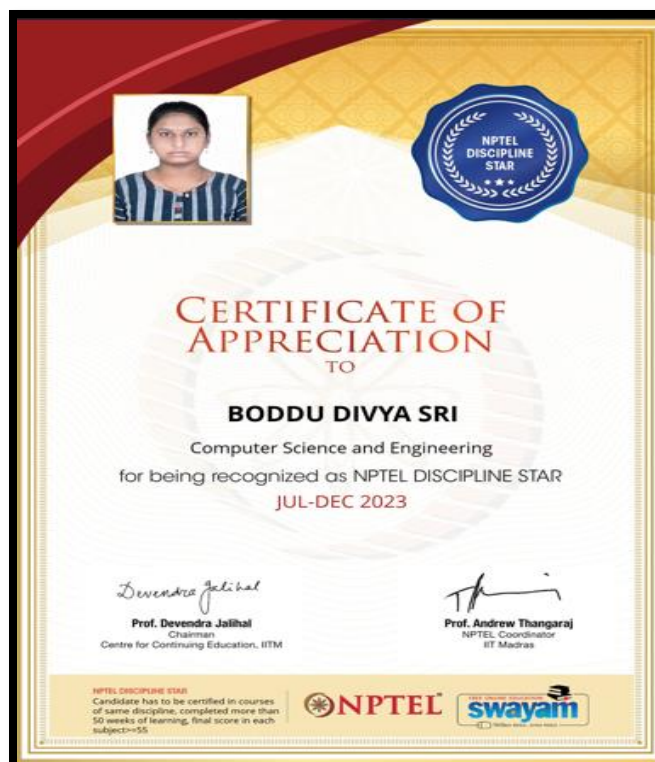 NPTEL
DISCIPLINE
STAR
CERTIFICATE OF
APPRECIATION
TO
BODDU DIVYA SRI
Computer Science and Engineering
for being recognized as NPTEL DISCIPLINE STAR
JUL-DEC 2023
Devendra Jalihal
Prof. Devendra Jalihal
Chairman
Centre for Continuing Education, IITM
Prof. Andrew Thangaraj
NPTEL Coordinator
IIT Madras
NPTEL DISCIPLINE STAR
Candidate has to be certified in courses
of same discipline, completed more than
50 weeks of learning, final score in each
subject>=55
NPTEL
FREE ONLINE EDUCATION
swayam